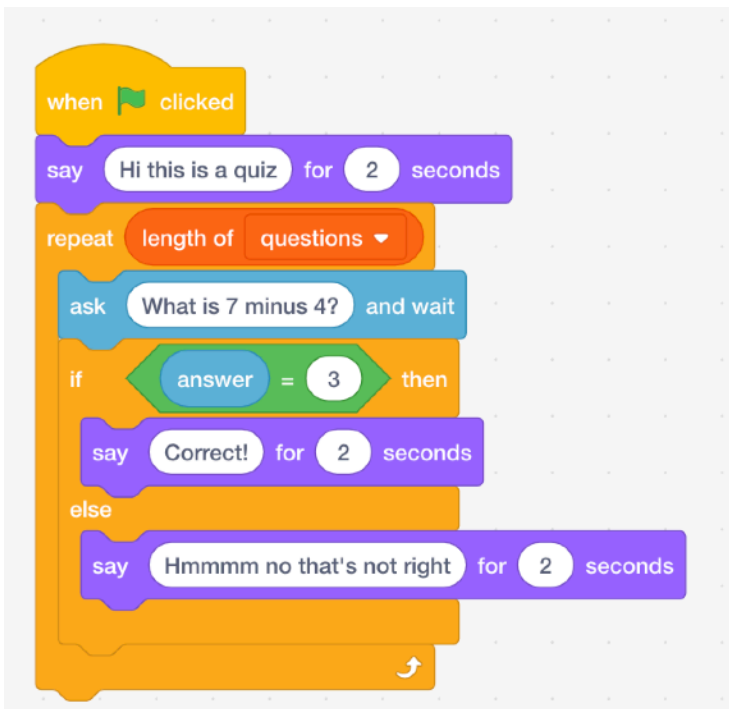 when clicked
say Hi this is a quiz for 2 seconds
repeat length of questions
ask What is 7 minus 4? and wait
if answer = 3 then
say Correct! for 2 seconds
else
say Hmmmm no that's not right for 2 seconds